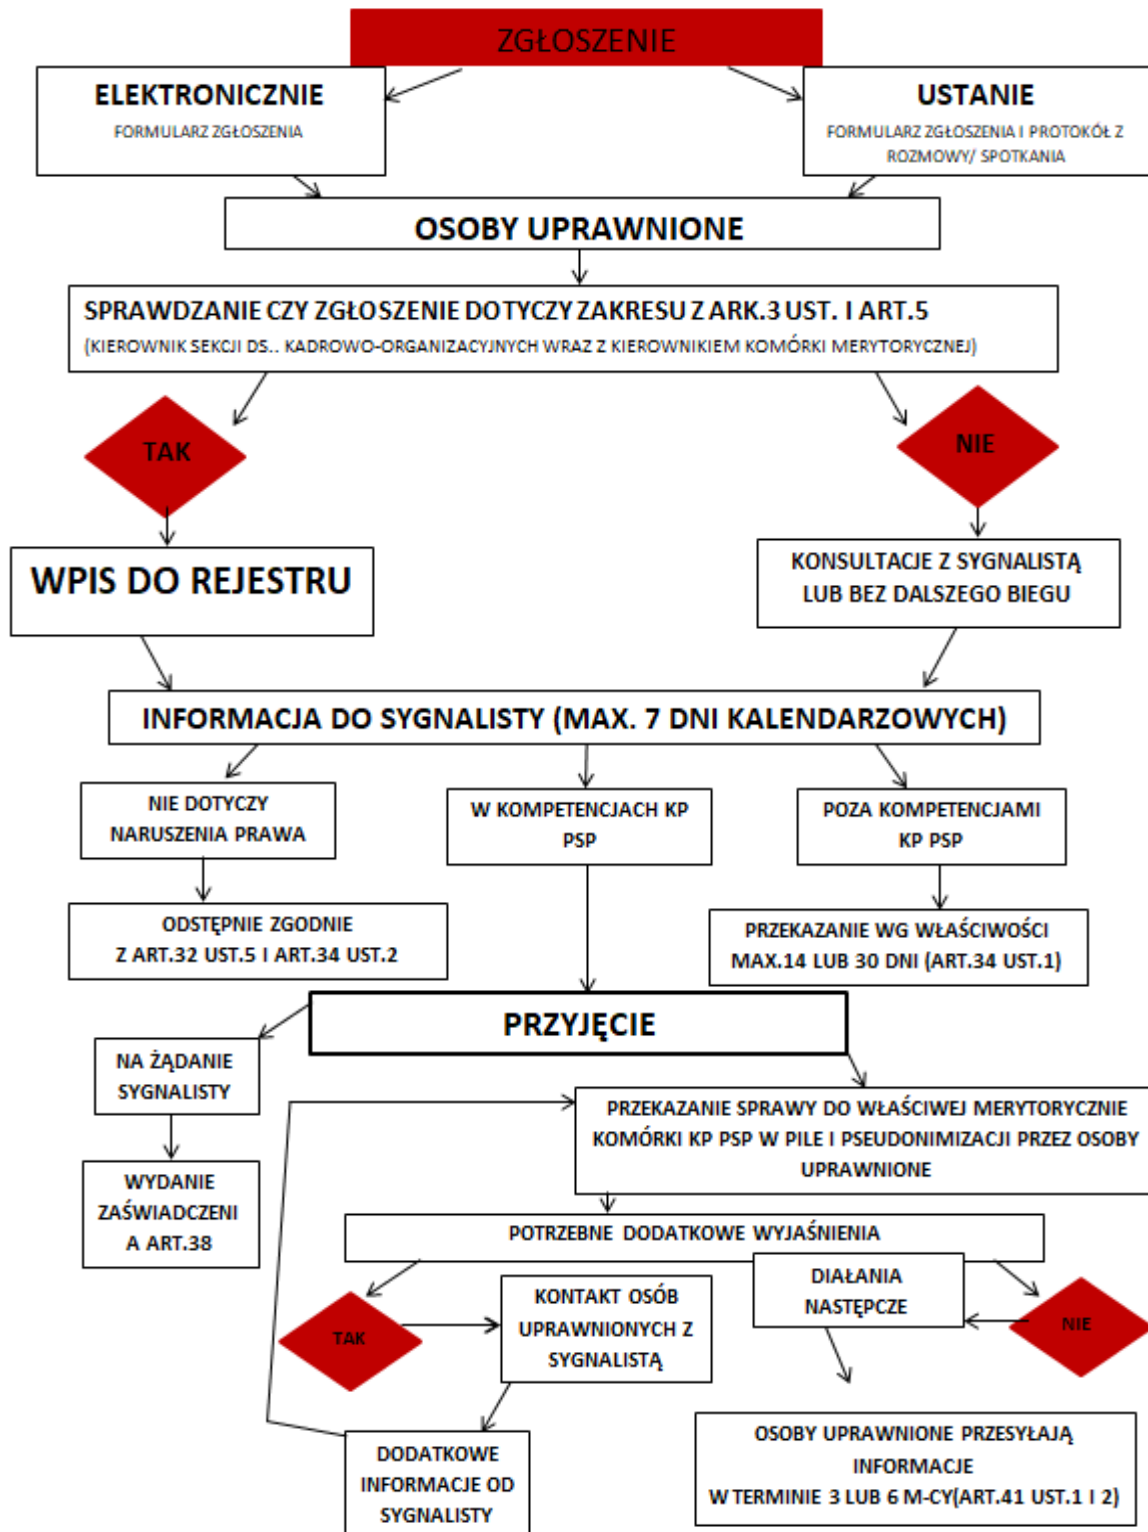 ZGŁOSZENIE
ELEKTRONICZNIE
FORMULARZ ZGŁOSZENIA
USTANIE
FORMULARZ ZGŁOSZENIA I PROTOKÓŁ Z
ROZMOWY/ SPOTKANIA
OSOBY UPRAWNIONE
SPRAWDZANIE CZY ZGŁOSZENIE DOTYCZY ZAKRESU Z ARK.3 UST. I ART.5
(KIEROWNIK SEKCJI DS.. KADROWO-ORGANIZACYJNYCH WRAZ Z KIEROWNIKIEM KOMÓRKI MERYTORYCZNEJ)
TAK
NIE
WPIS DO REJESTRU
KONSULTACJE Z SYGNALISTĄ
LUB BEZ DALSZEGO BIEGU
INFORMACJA DO SYGNALISTY (MAX. 7 DNI KALENDARZOWYCH)
NIE DOTYCZY
NARUSZENIA PRAWA
W KOMPETENCJACH KP
PSP
POZA KOMPETENCJAMI
KP PSP
ODSTĘPNIE ZGODNIE
Z ART.32 UST.5 I ART.34 UST.2
PRZEKAZANIE WG WŁAŚCIWOŚCI
MAX.14 LUB 30 DNI (ART.34 UST.1)
PRZYJĘCIE
NA ŻĄDANIE
SYGNALISTY
PRZEKAZANIE SPRAWY DO WŁAŚCIWEJ MERYTORYCZNIE
KOMÓRKI KP PSP W PILE I PSEUDONIMIZACJI PRZEZ OSOBY
UPRAWNIONE
WYDANIE
ZAŚWIADCZENI
A ART.38
POTRZEBNE DODATKOWE WYJAŚNIENIA
TAK
KONTAKT OSÓB
UPRAWNIONYCH Z
SYGNALISTĄ
DZIAŁANIA
NASTĘPCZE
NIE
DODATKOWE
INFORMACJE OD
SYGNALISTY
OSOBY UPRAWNIONE PRZESYŁAJĄ
INFORMACJE
W TERMINIE 3 LUB 6 M-CY(ART.41 UST.1 I 2)